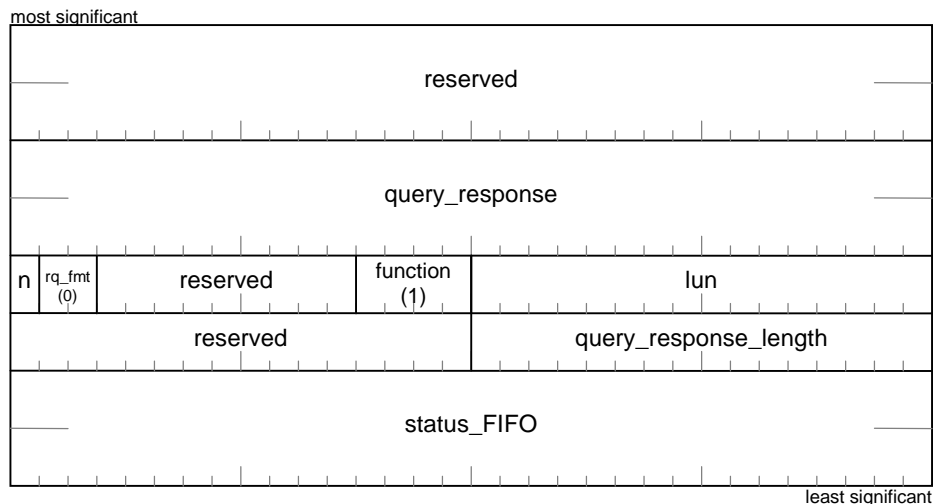 most significant
reserved
query_response
n
rq_fmt
(0)
reserved
function
(1)
lun
reserved
query_response_length
status_FIFO
least significant